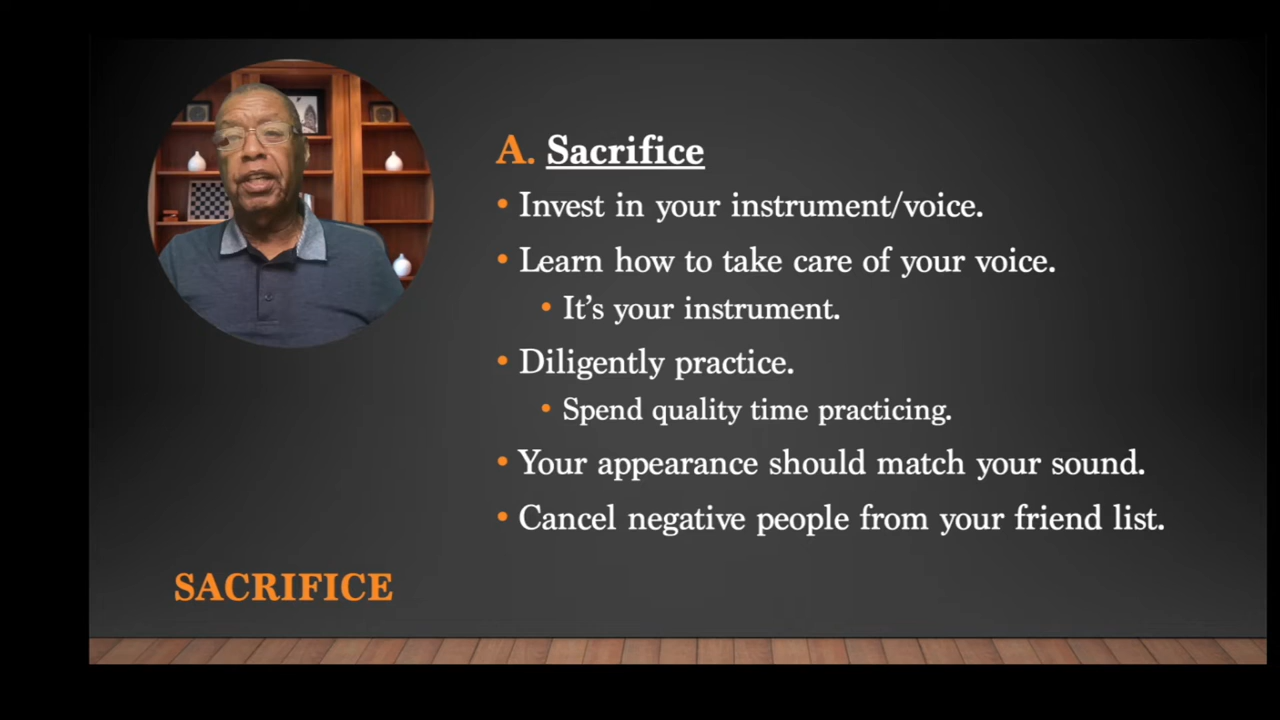 A. Sacrifice
• Invest in your instrument/voice.
• Learn how to take care of your voice.
• It's your instrument.
• Diligently practice.
• Spend quality time practicing.
• Your appearance should match your sound.
• Cancel negative people from your friend list.
SACRIFICE